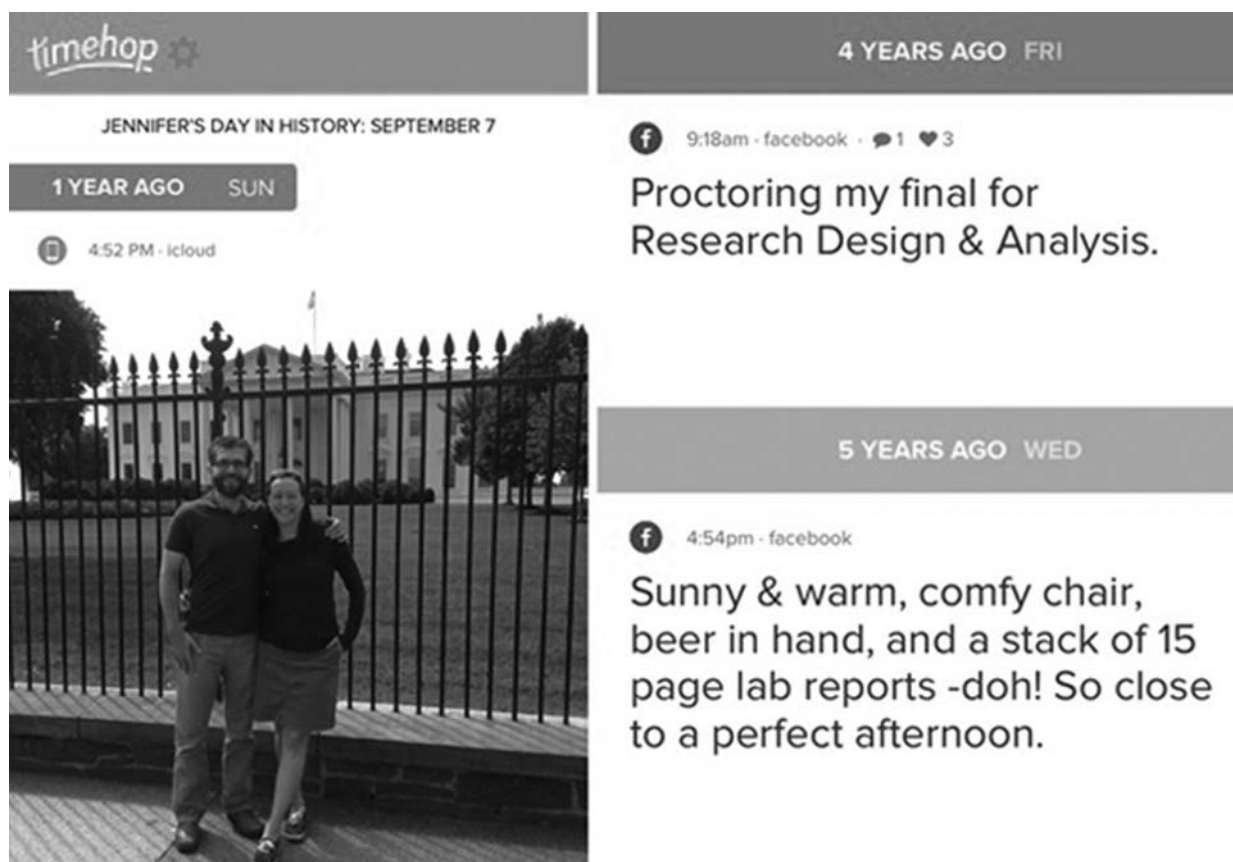 timehop
JENNIFER'S DAY IN HISTORY: SEPTEMBER 7
1 YEAR AGO SUN
4:52 PM · icloud
4 YEARS AGO FRI
f 9:18am · facebook · 1 3
Proctoring my final for
Research Design & Analysis.
5 YEARS AGO WED
f 4:54pm · facebook
Sunny & warm, comfy chair,
beer in hand, and a stack of 15
page lab reports -doh! So close
to a perfect afternoon.